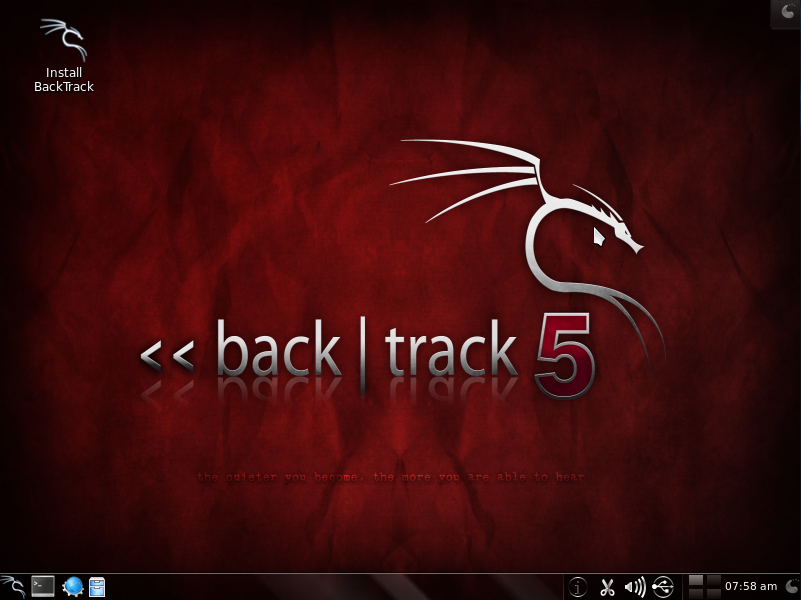 Install
BackTrack
<< back | track 5
the quieter you become, the more you are able to hear
07:58 am